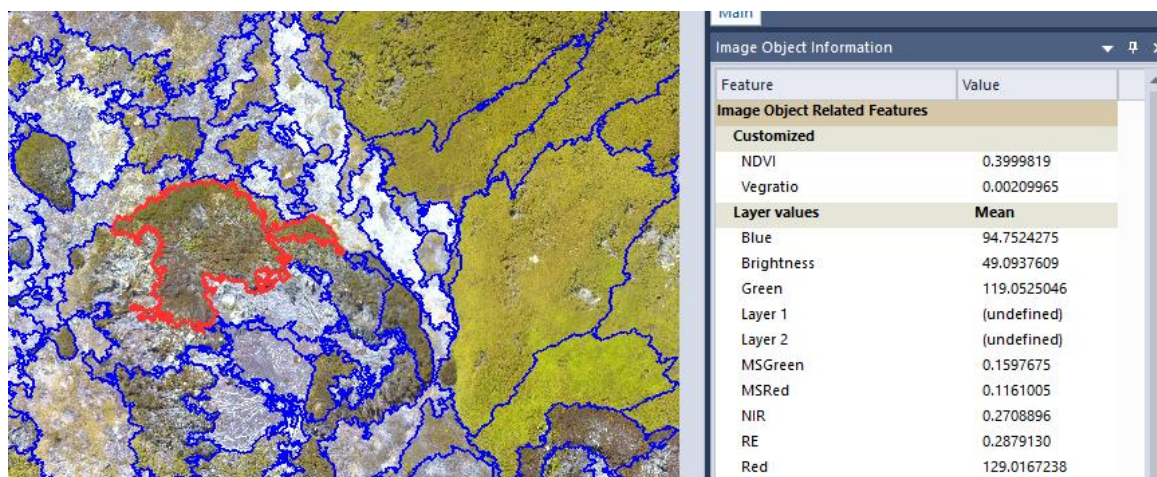 Main
Image Object Information
Feature Value
Image Object Related Features
Customized
NDVI 0.3999819
Vegratio 0.00209965
Layer values Mean
Blue 94.7524275
Brightness 49.0937609
Green 119.0525046
Layer 1 (undefined)
Layer 2 (undefined)
MSGreen 0.1597675
MSRed 0.1161005
NIR 0.2708896
RE 0.2879130
Red 129.0167238